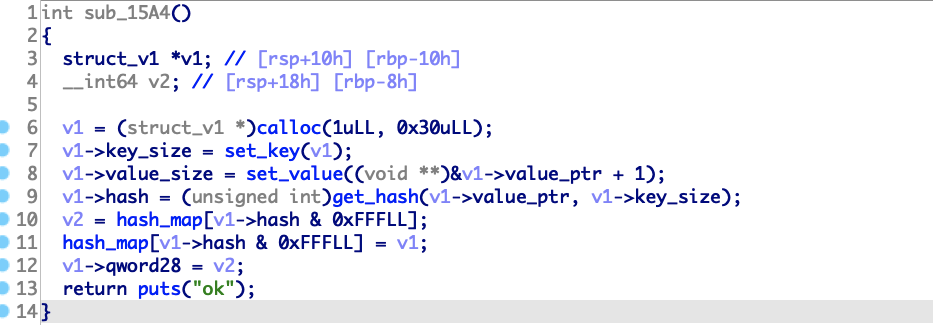 1 int sub_15A4()
2 {
3   struct_v1 *v1; // [rsp+10h] [rbp-10h]
4   __int64 v2; // [rsp+18h] [rbp-8h]
5
6   v1 = (struct_v1 *)calloc(1uLL, 0x30uLL);
7   v1->key_size = set_key(v1);
8   v1->value_size = set_value((void **)&v1->value_ptr + 1);
9   v1->hash = (unsigned int)get_hash(v1->value_ptr, v1->key_size);
10   v2 = hash_map[v1->hash & 0xFFFLL];
11   hash_map[v1->hash & 0xFFFLL] = v1;
12   v1->qword28 = v2;
13   return puts("ok");
14 }